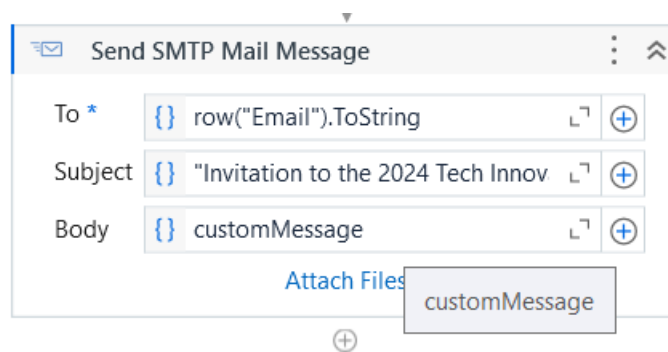 Send SMTP Mail Message
To * {} row("Email").ToString
Subject {} "Invitation to the 2024 Tech Innov
Body {} customMessage
Attach Files
customMessage